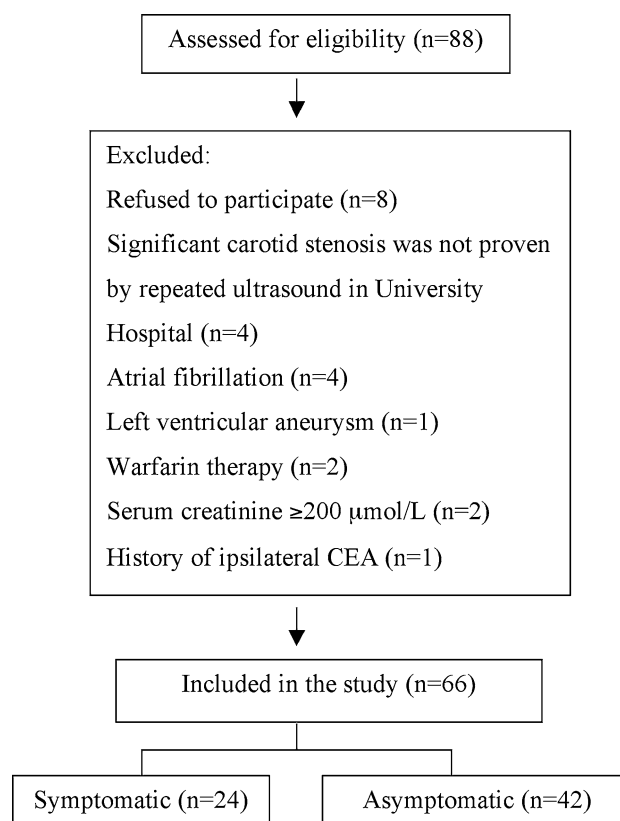 Assessed for eligibility (n=88)
Excluded:
Refused to participate (n=8)
Significant carotid stenosis was not proven
by repeated ultrasound in University
Hospital (n=4)
Atrial fibrillation (n=4)
Left ventricular aneurysm (n=1)
Warfarin therapy (n=2)
Serum creatinine ≥200 μmol/L (n=2)
History of ipsilateral CEA (n=1)
Included in the study (n=66)
Symptomatic (n=24)
Asymptomatic (n=42)